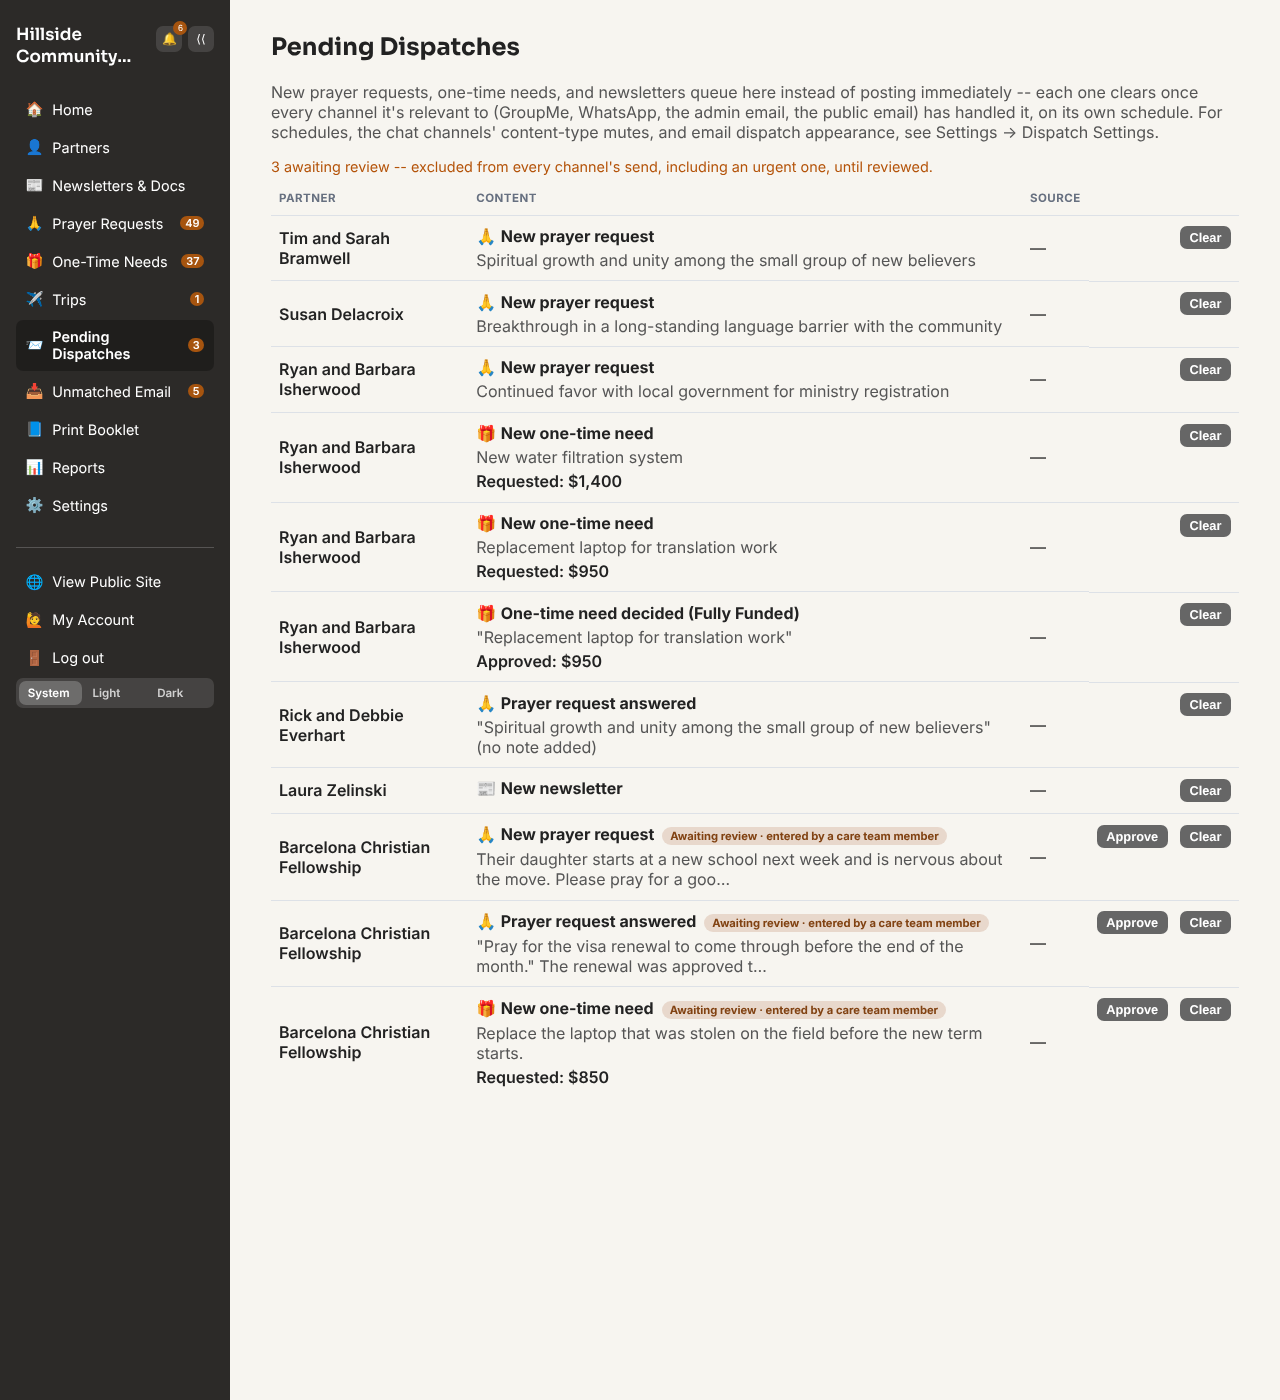 Hillside
Community...
6
⟨⟨
Home
Partners
Newsletters & Docs
Prayer Requests 49
One-Time Needs 37
Trips 1
Pending
Dispatches 3
Unmatched Email 5
Print Booklet
Reports
Settings
View Public Site
My Account
Log out
System Light Dark
Pending Dispatches
New prayer requests, one-time needs, and newsletters queue here instead of posting immediately -- each one clears once
every channel it's relevant to (GroupMe, WhatsApp, the admin email, the public email) has handled it, on its own schedule. For
schedules, the chat channels' content-type mutes, and email dispatch appearance, see Settings → Dispatch Settings.
3 awaiting review -- excluded from every channel's send, including an urgent one, until reviewed.
PARTNER CONTENT SOURCE
Tim and Sarah
Bramwell
New prayer request
Spiritual growth and unity among the small group of new believers
—
Clear
Susan Delacroix
New prayer request
Breakthrough in a long-standing language barrier with the community
—
Clear
Ryan and Barbara
Isherwood
New prayer request
Continued favor with local government for ministry registration
—
Clear
Ryan and Barbara
Isherwood
New one-time need
New water filtration system
Requested: $1,400
—
Clear
Ryan and Barbara
Isherwood
New one-time need
Replacement laptop for translation work
Requested: $950
—
Clear
Ryan and Barbara
Isherwood
One-time need decided (Fully Funded)
"Replacement laptop for translation work"
Approved: $950
—
Clear
Rick and Debbie
Everhart
Prayer request answered
"Spiritual growth and unity among the small group of new believers"
(no note added)
—
Clear
Laura Zelinski
New newsletter
—
Clear
Barcelona Christian
Fellowship
New prayer request Awaiting review · entered by a care team member
Their daughter starts at a new school next week and is nervous about
the move. Please pray for a goo...
—
Approve Clear
Barcelona Christian
Fellowship
Prayer request answered Awaiting review · entered by a care team member
"Pray for the visa renewal to come through before the end of the
month." The renewal was approved t...
—
Approve Clear
Barcelona Christian
Fellowship
New one-time need Awaiting review · entered by a care team member
Replace the laptop that was stolen on the field before the new term
starts.
Requested: $850
—
Approve Clear